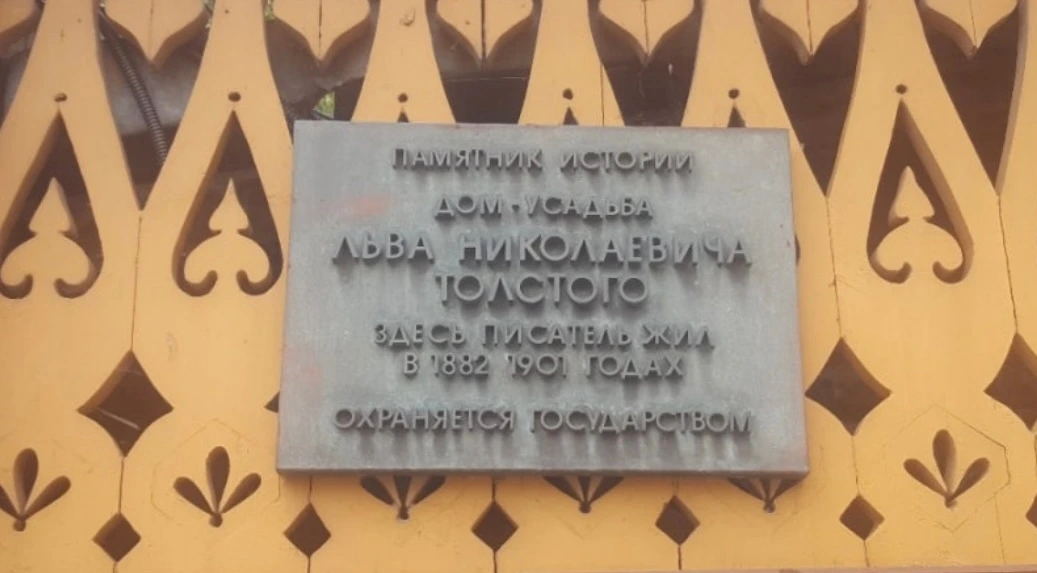 ПАМЯТНИК ИСТОРИИ
ДОМ-УСАДЬБА
ЛЬВА НИКОЛАЕВИЧА
ТОЛСТОГО
ЗДЕСЬ ПИСАТЕЛЬ ЖИЛ
В 1882 1901 ГОДАХ
ОХРАНЯЕТСЯ ГОСУДАРСТВОМ